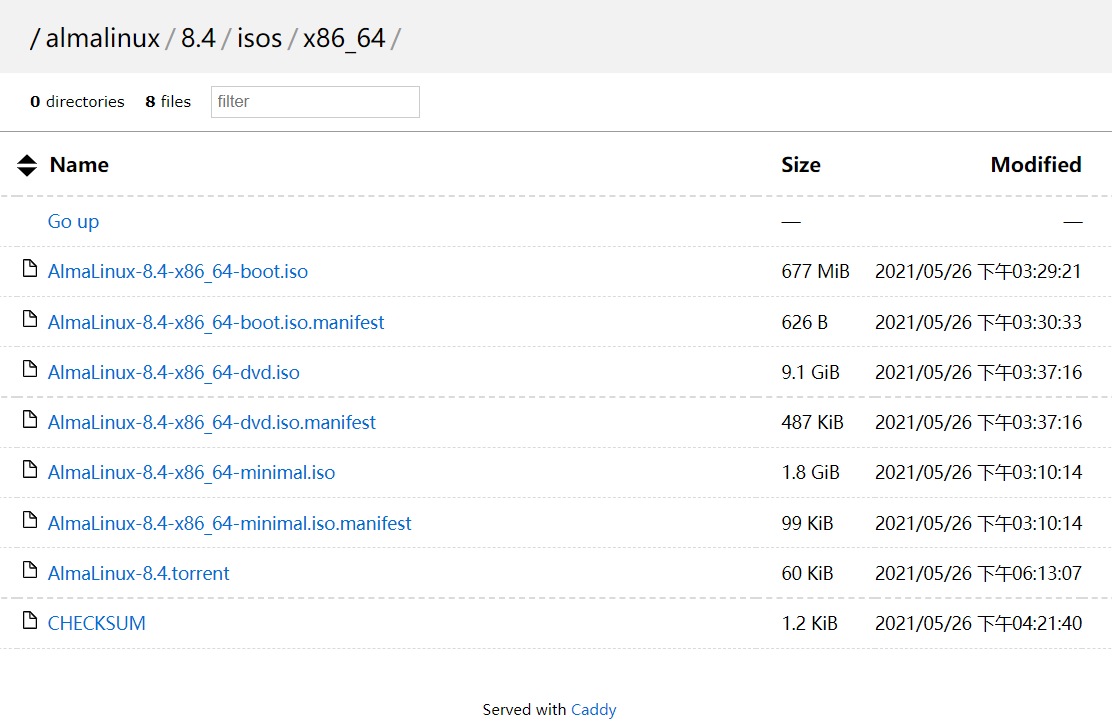 / almalinux / 8.4 / isos / x86_64 /
0 directories 8 files filter
Name Size Modified
Go up — —
AlmaLinux-8.4-x86_64-boot.iso 677 MiB 2021/05/26 下午03:29:21
AlmaLinux-8.4-x86_64-boot.iso.manifest 626 B 2021/05/26 下午03:30:33
AlmaLinux-8.4-x86_64-dvd.iso 9.1 GiB 2021/05/26 下午03:37:16
AlmaLinux-8.4-x86_64-dvd.iso.manifest 487 KiB 2021/05/26 下午03:37:16
AlmaLinux-8.4-x86_64-minimal.iso 1.8 GiB 2021/05/26 下午03:10:14
AlmaLinux-8.4-x86_64-minimal.iso.manifest 99 KiB 2021/05/26 下午03:10:14
AlmaLinux-8.4.torrent 60 KiB 2021/05/26 下午06:13:07
CHECKSUM 1.2 KiB 2021/05/26 下午04:21:40
Served with Caddy